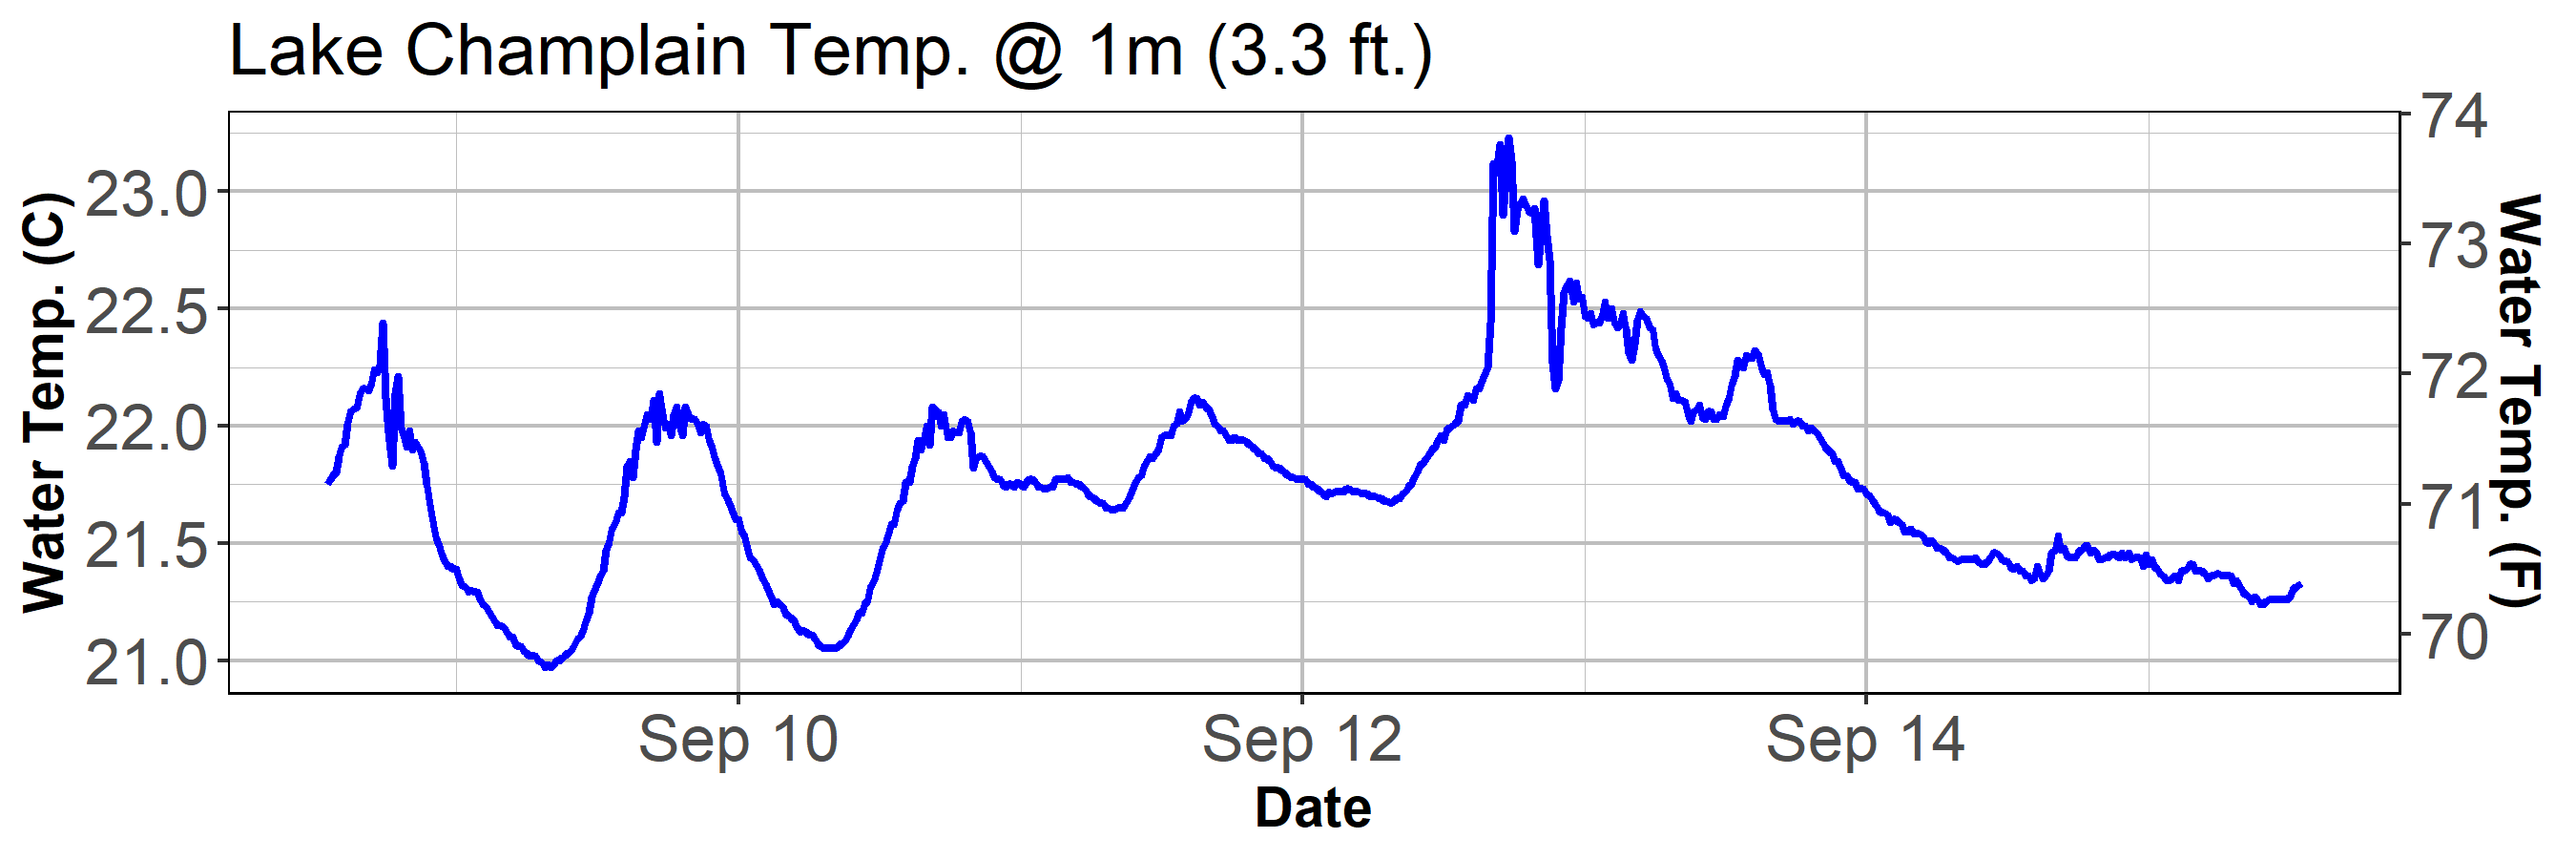 Lake Champlain Temp. @ 1m (3.3 ft.)
Water Temp. (C)
23.0
22.5
22.0
21.5
21.0
74
73
72
71
70
Water Temp. (F)
Sep 10
Sep 12
Sep 14
Date